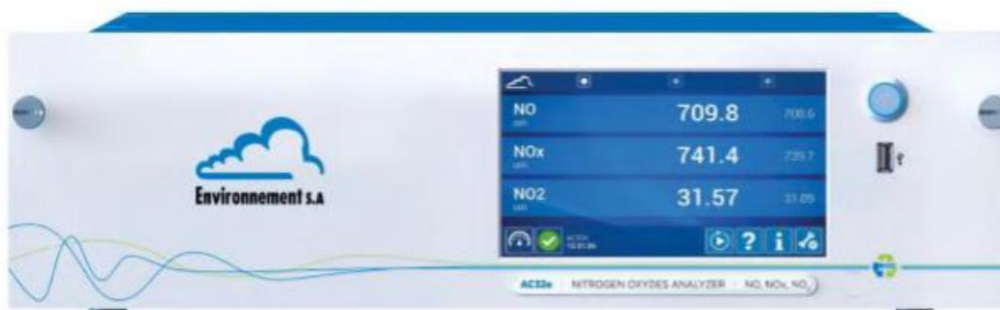 Environnement s.a
NO 709.8
NOx 741.4
NO2 31.57
? i
AC32e NITROGEN OXYDES ANALYZER NO, NOx, NO2